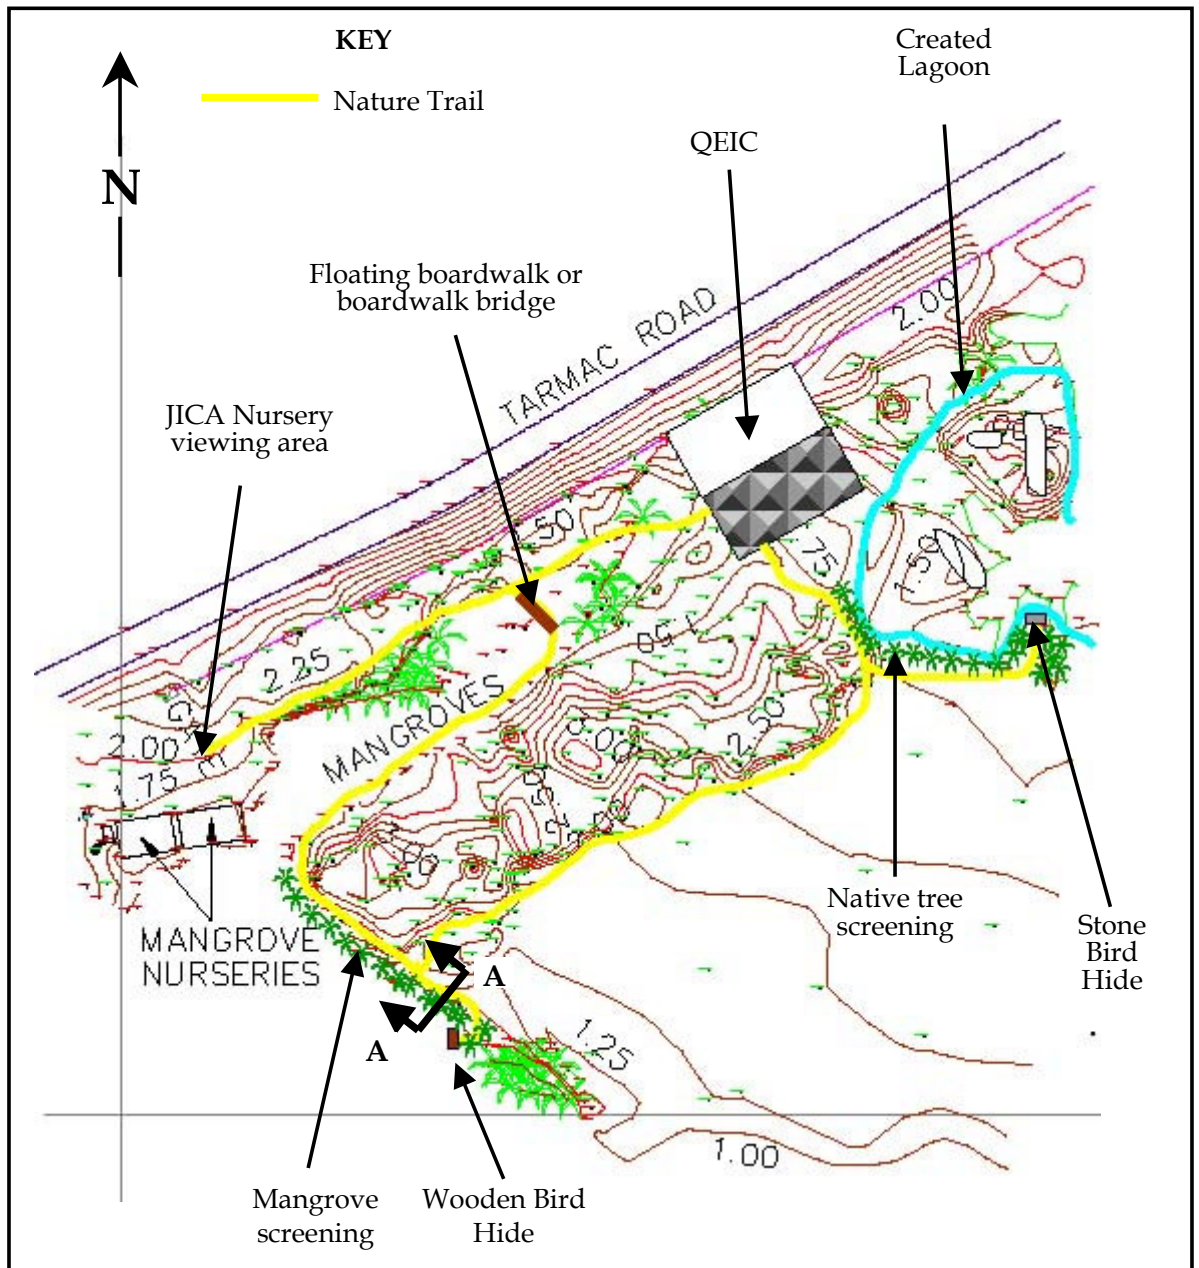 KEY
Nature Trail
N
Created
Lagoon
QEIC
Floating boardwalk or
boardwalk bridge
TARMAC ROAD
2.00
JICA Nursery
viewing area
.50
.75
1.50
1.50
2.25
MANGROVES
2.50
2.00
1.75
MANGROVE
NURSERIES
Native tree
screening
Stone
Bird
Hide
A
A
1.25
1.00
Mangrove
screening
Wooden Bird
Hide